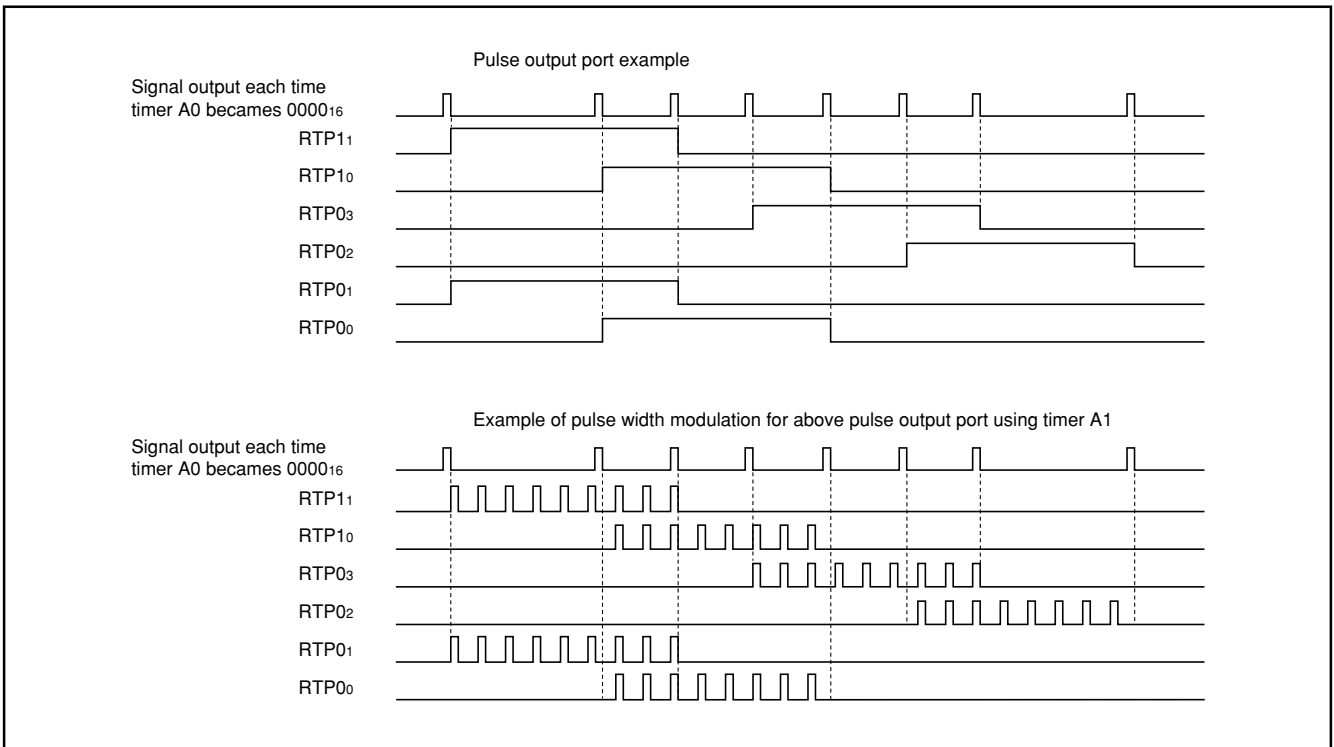 Pulse output port example
Signal output each time
timer A0 becames 0000₁₆
RTP1₁
RTP1₀
RTP0₃
RTP0₂
RTP0₁
RTP0₀
Example of pulse width modulation for above pulse output port using timer A1
Signal output each time
timer A0 becames 0000₁₆
RTP1₁
RTP1₀
RTP0₃
RTP0₂
RTP0₁
RTP0₀